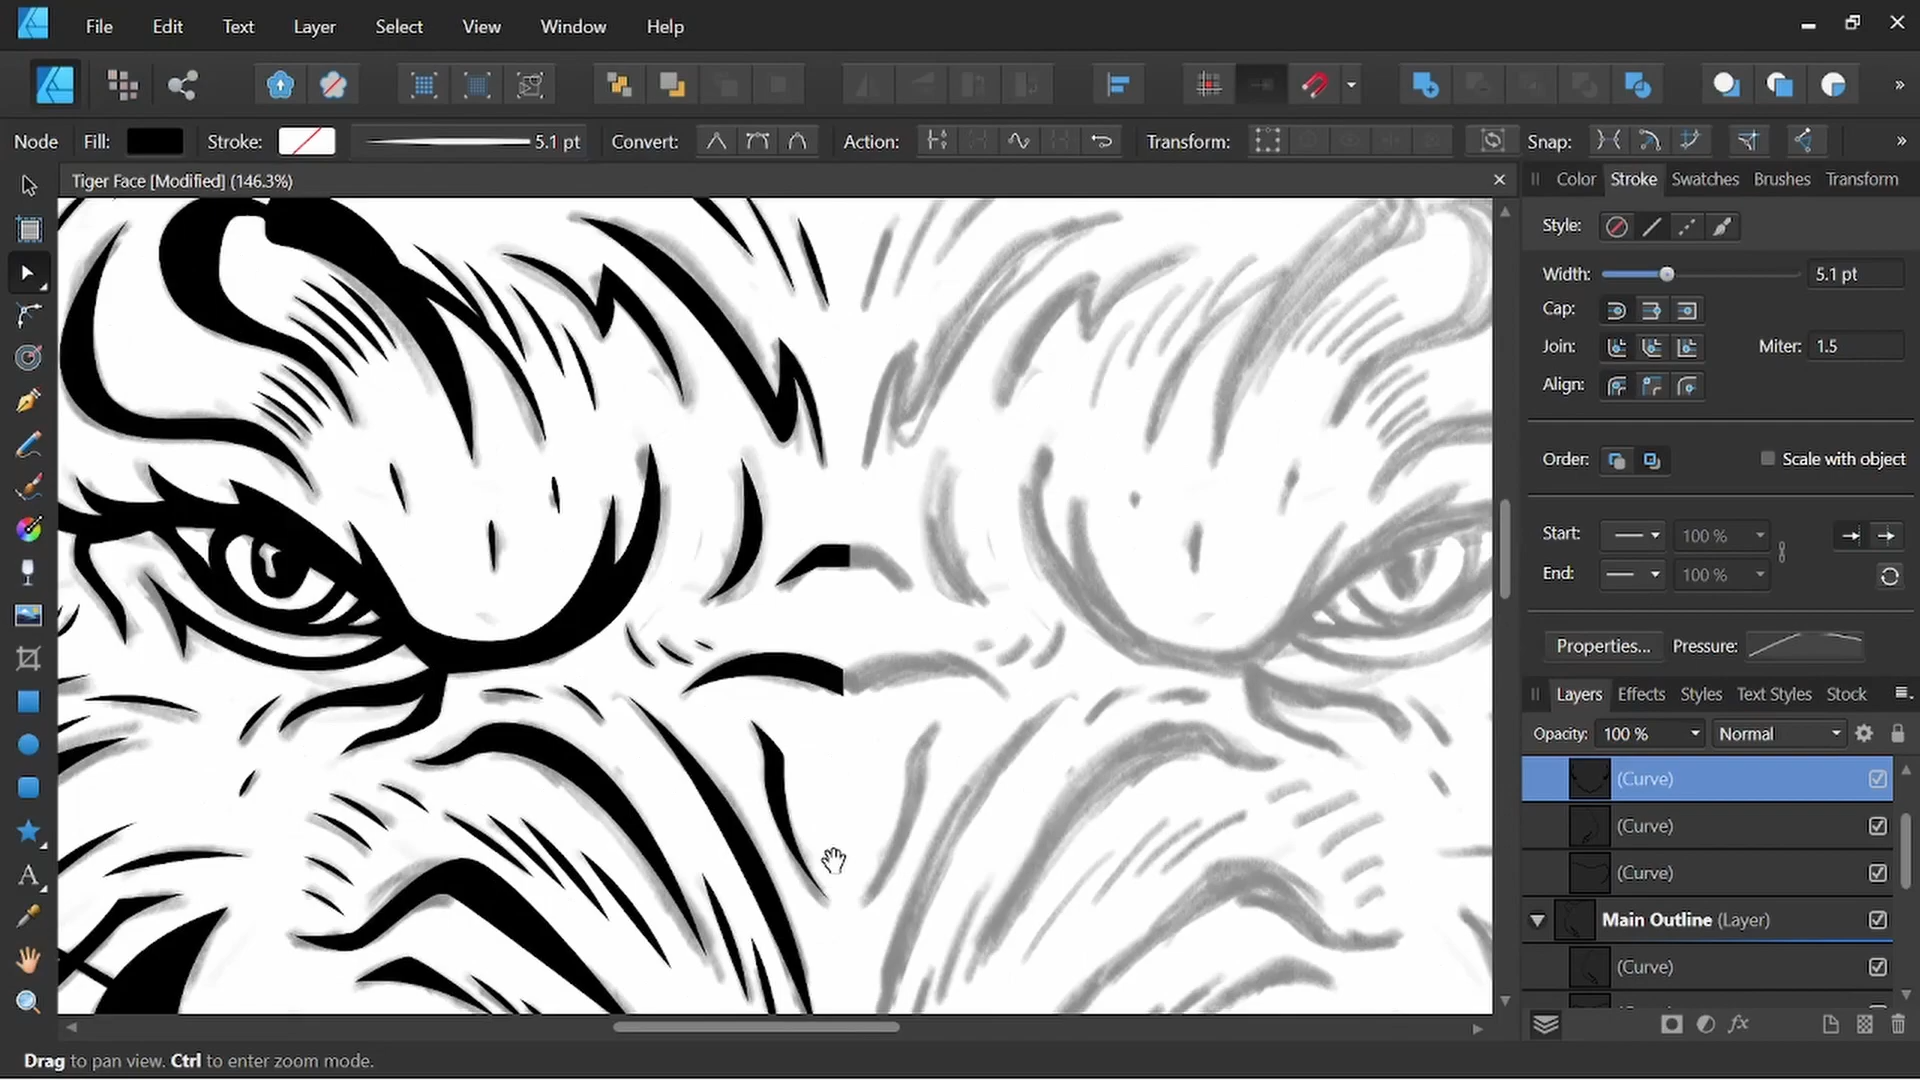 File Edit Text Layer Select View Window Help
Node Fill: Stroke: 5.1 pt Convert: Action: Transform: Snap:
Tiger Face [Modified] (146.3%)
Color Stroke Swatches Brushes Transform
Style:
Width: 5.1 pt
Cap:
Join: Miter: 1.5
Align:
Order: Scale with object
Start: 100 %
End: 100 %
Properties... Pressure:
Layers Effects Styles Text Styles Stock
Opacity: 100 % Normal
(Curve)
(Curve)
(Curve)
Main Outline (Layer)
(Curve)
Drag to pan view. Ctrl to enter zoom mode.